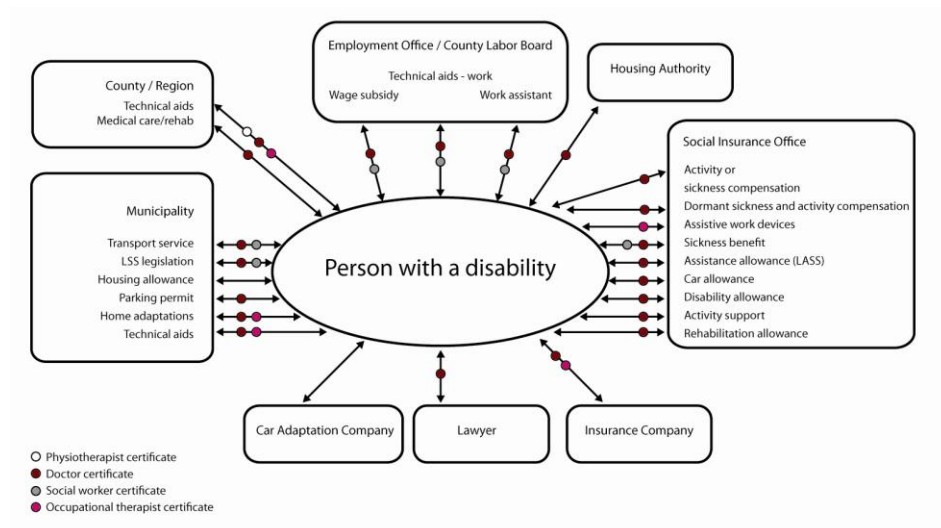 Employment Office / County Labor Board
Technical aids - work
Wage subsidy
Work assistant
County / Region
Technical aids
Medical care/rehab
Housing Authority
Social Insurance Office
Activity or
sickness compensation
Dormant sickness and activity compensation
Assistive work devices
Sickness benefit
Assistance allowance (LASS)
Car allowance
Disability allowance
Activity support
Rehabilitation allowance
Municipality
Transport service
LSS legislation
Housing allowance
Parking permit
Home adaptations
Technical aids
Person with a disability
Car Adaptation Company
Lawyer
Insurance Company
Physiotherapist certificate
Doctor certificate
Social worker certificate
Occupational therapist certificate